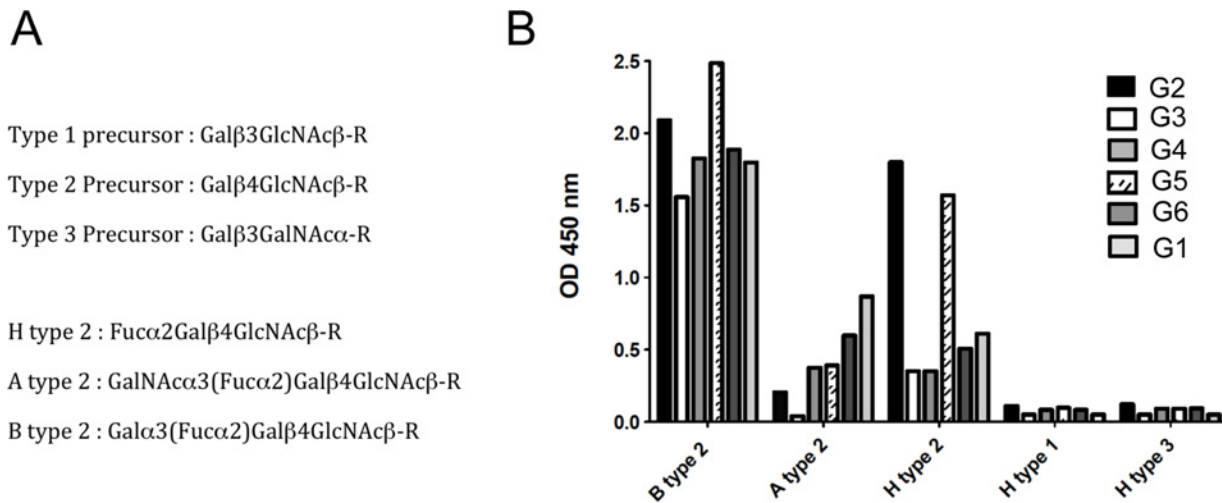 A
Type 1 precursor : Galβ3GlcNAcβ-R
Type 2 Precursor : Galβ4GlcNAcβ-R
Type 3 Precursor : Galβ3GalNAcα-R
H type 2 : Fucα2Galβ4GlcNAcβ-R
A type 2 : GalNAcα3(Fucα2)Galβ4GlcNAcβ-R
B type 2 : Galα3(Fucα2)Galβ4GlcNAcβ-R
B
OD 450 nm
2.5
2.0
1.5
1.0
0.5
0.0
B type 2
A type 2
H type 2
H type 1
H type 3
G2
G3
G4
G5
G6
G1